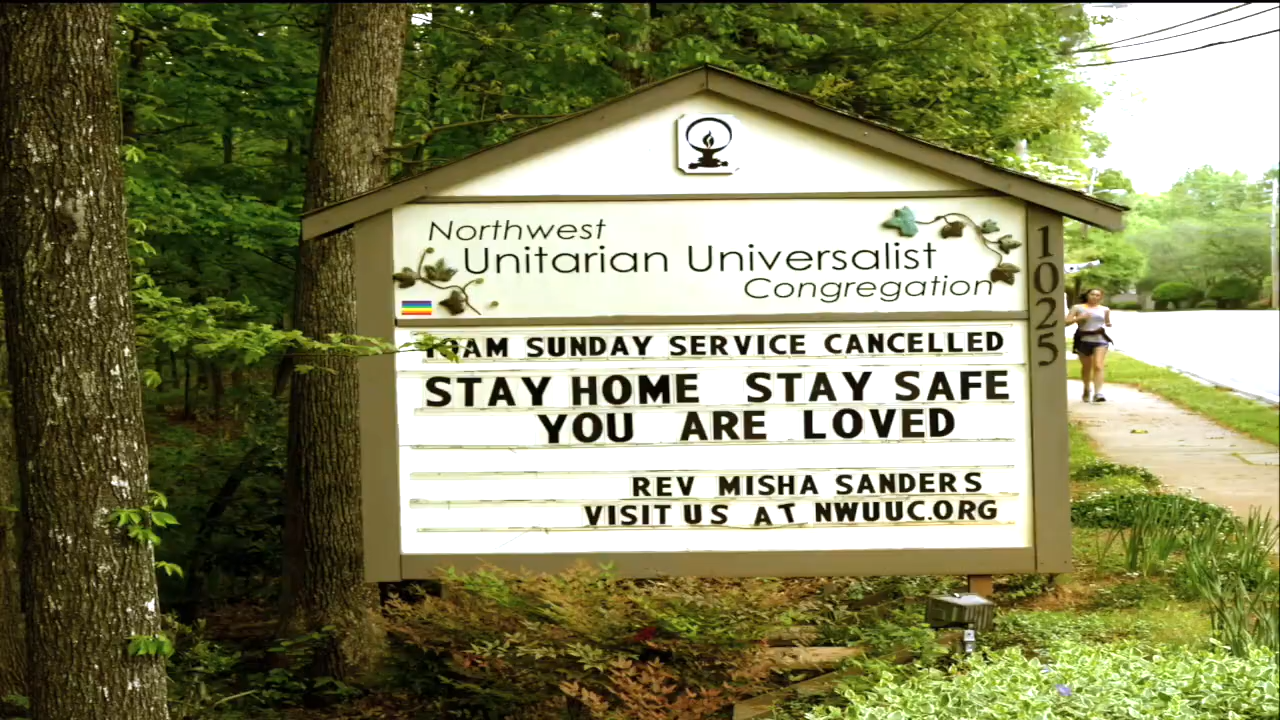 Northwest
Unitarian Universalist
Congregation
1025
10AM SUNDAY SERVICE CANCELLED
STAY HOME STAY SAFE
YOU ARE LOVED
REV MISHA SANDERS
VISIT US AT NWUUC.ORG